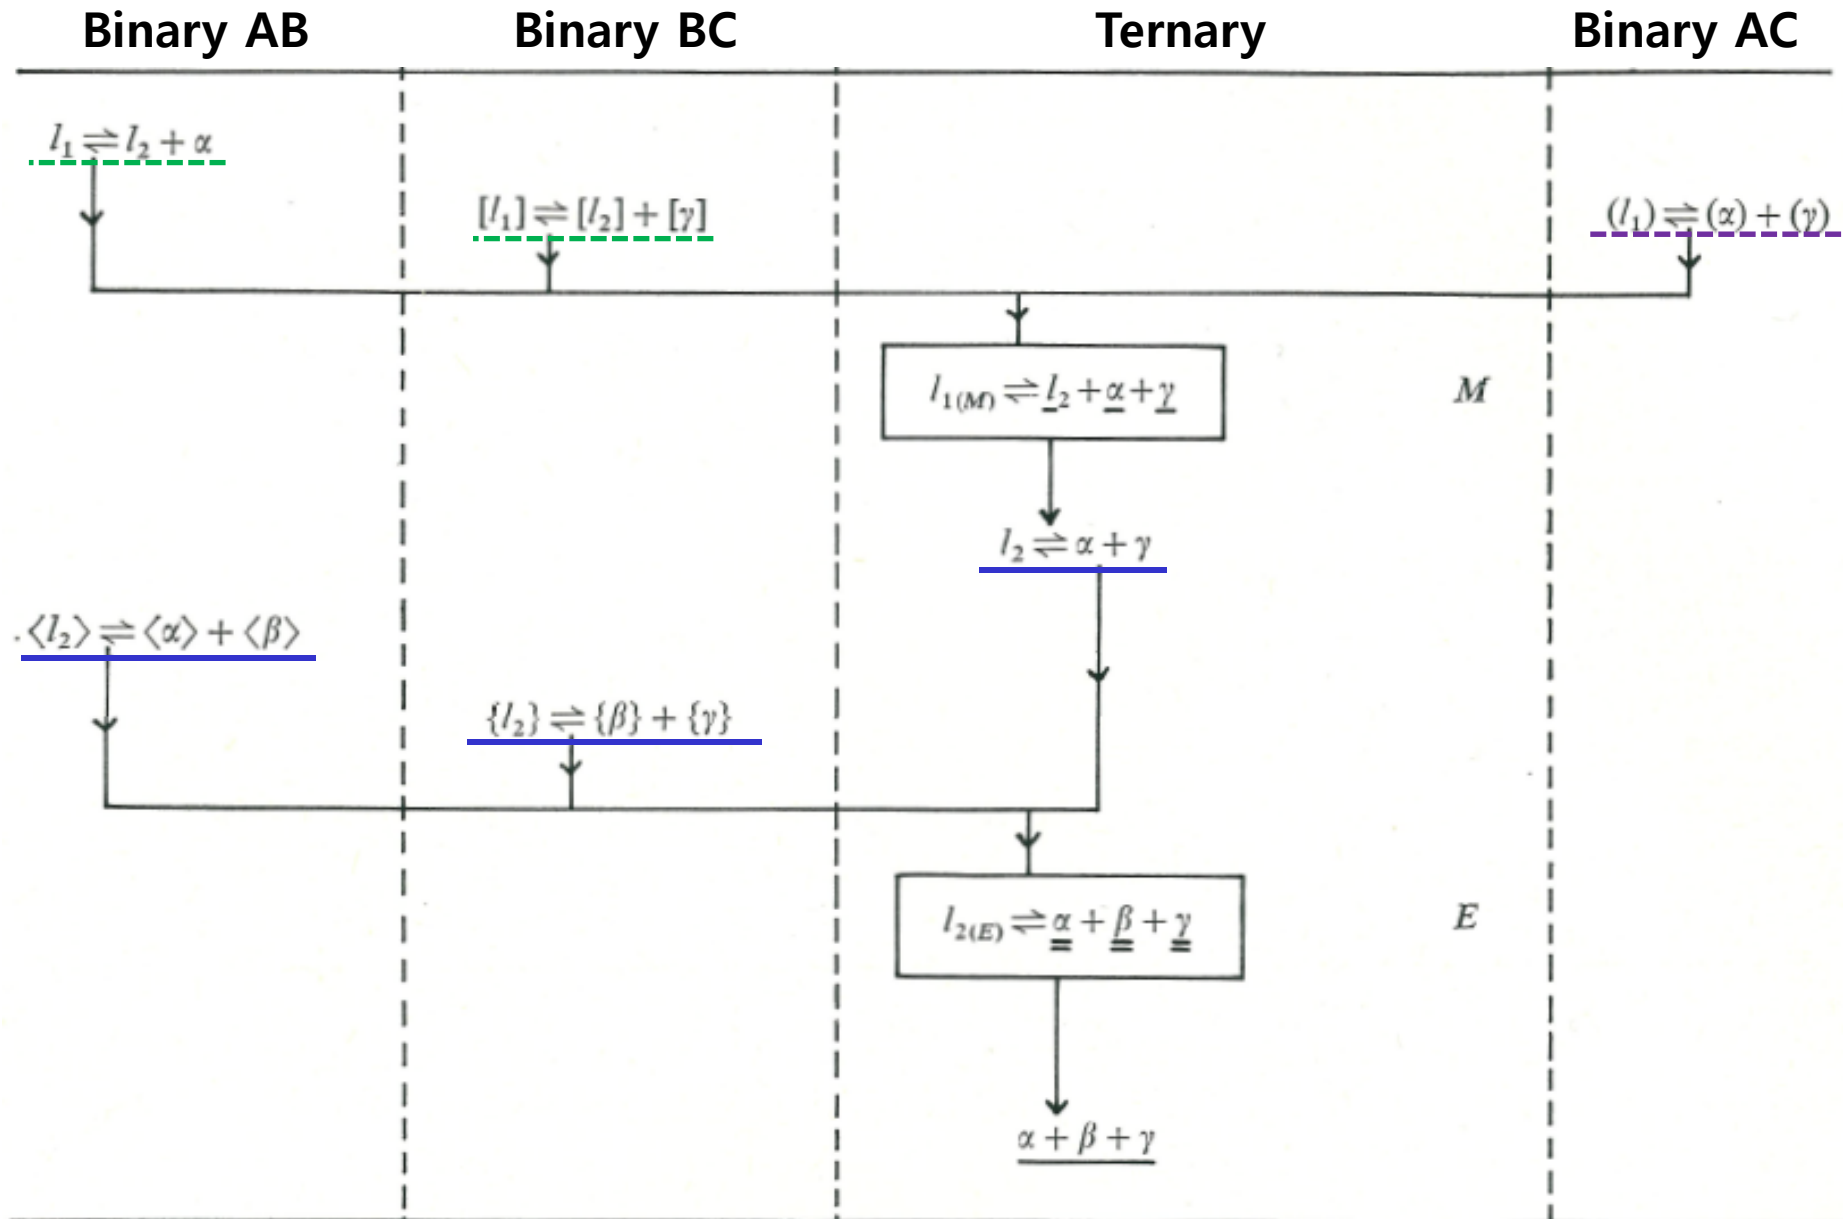 Binary AB Binary BC Ternary Binary AC
l₁ ⇌ l₂ + α
[l₁] ⇌ [l₂] + [γ]
(l₁) ⇌ (α) + (γ)
l₁₍M₎ ⇌ l₂ + α + γ
M
l₂ ⇌ α + γ
⟨l₂⟩ ⇌ ⟨α⟩ + ⟨β⟩
{l₂} ⇌ {β} + {γ}
l₂₍E₎ ⇌ α + β + γ
E
α + β + γ